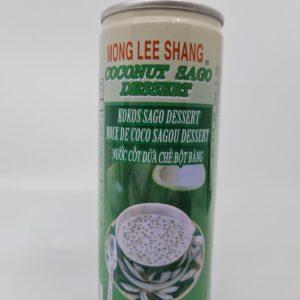 MONG LEE SHANG®
COCONUT SAGO
DESSERT
KOKOS SAGO DESSERT
NOIX DE COCO SAGOU DESSERT
NƯỚC CỐT DỪA CHÈ BỘT BÁNG